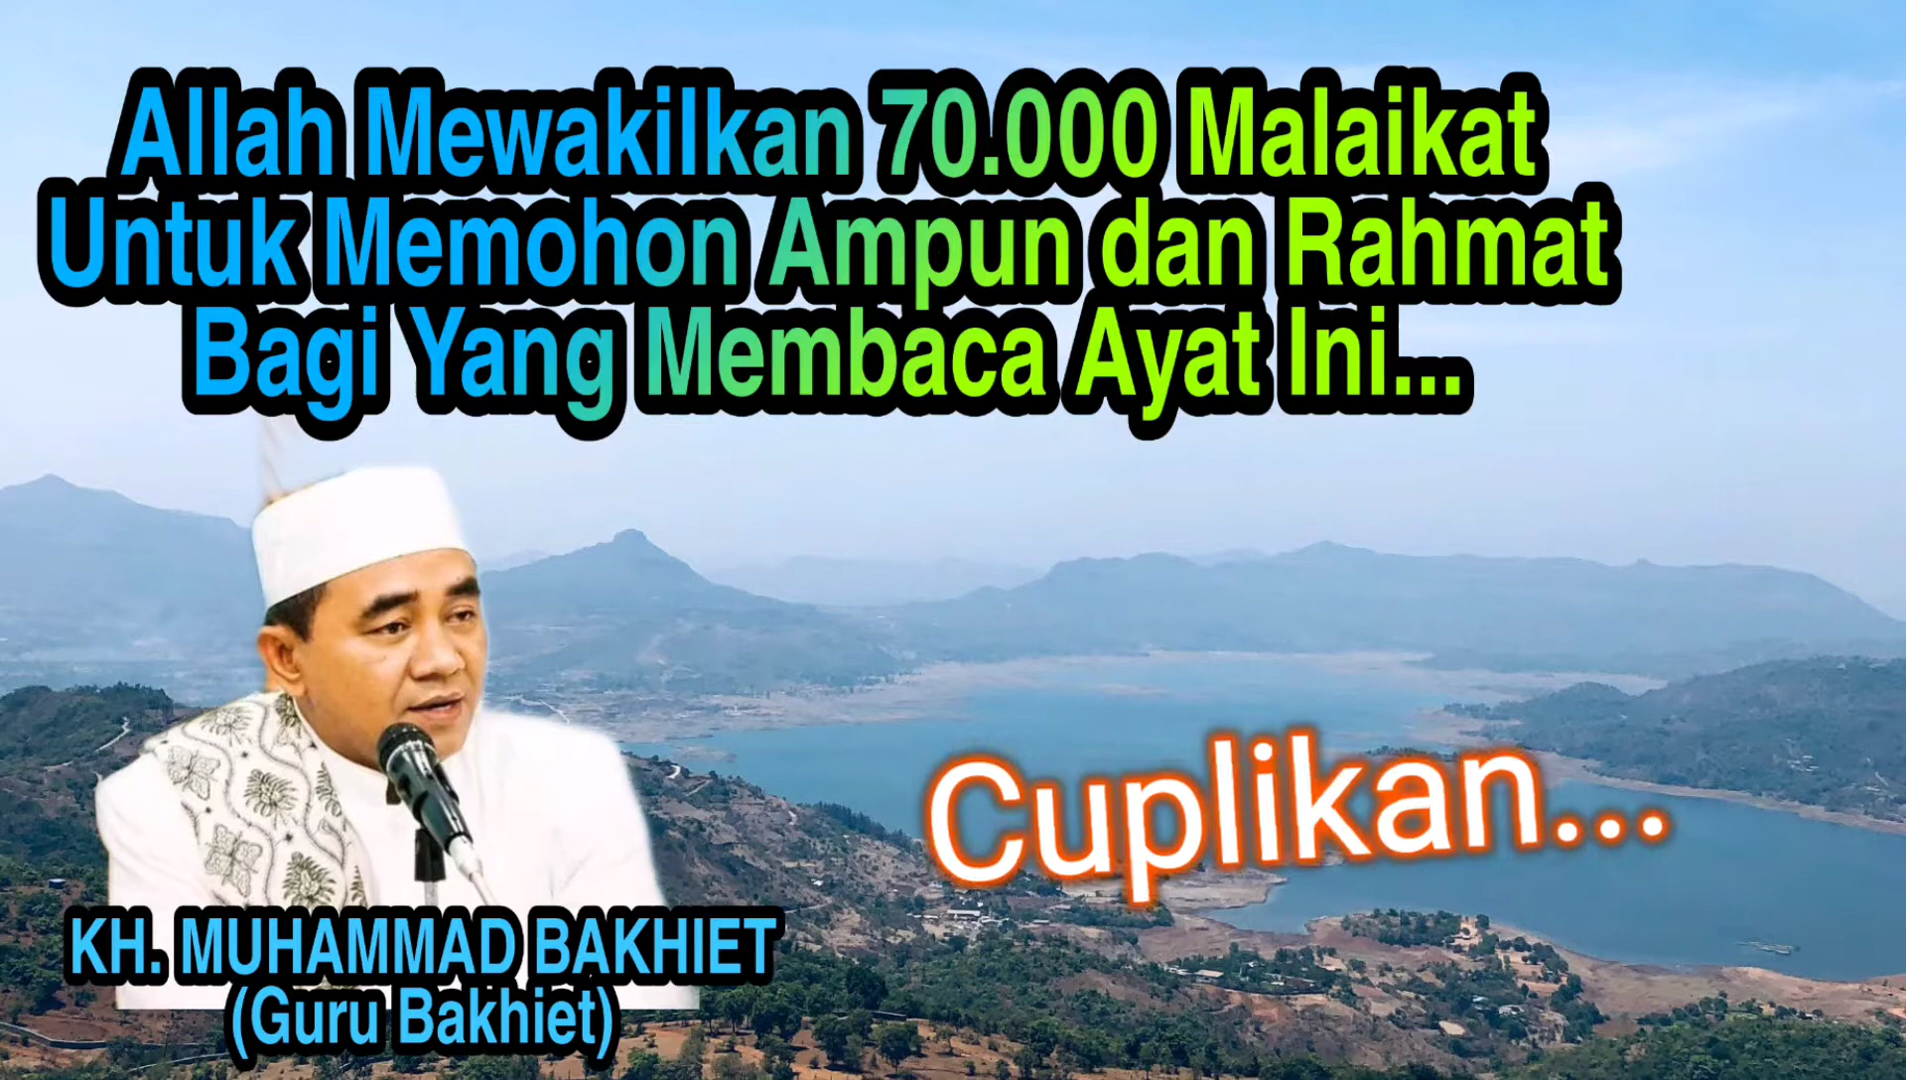 Allah Mewakilkan 70.000 Malaikat
Untuk Memohon Ampun dan Rahmat
Bagi Yang Membaca Ayat Ini...
Cuplikan...
KH. MUHAMMAD BAKHIET
(Guru Bakhiet)